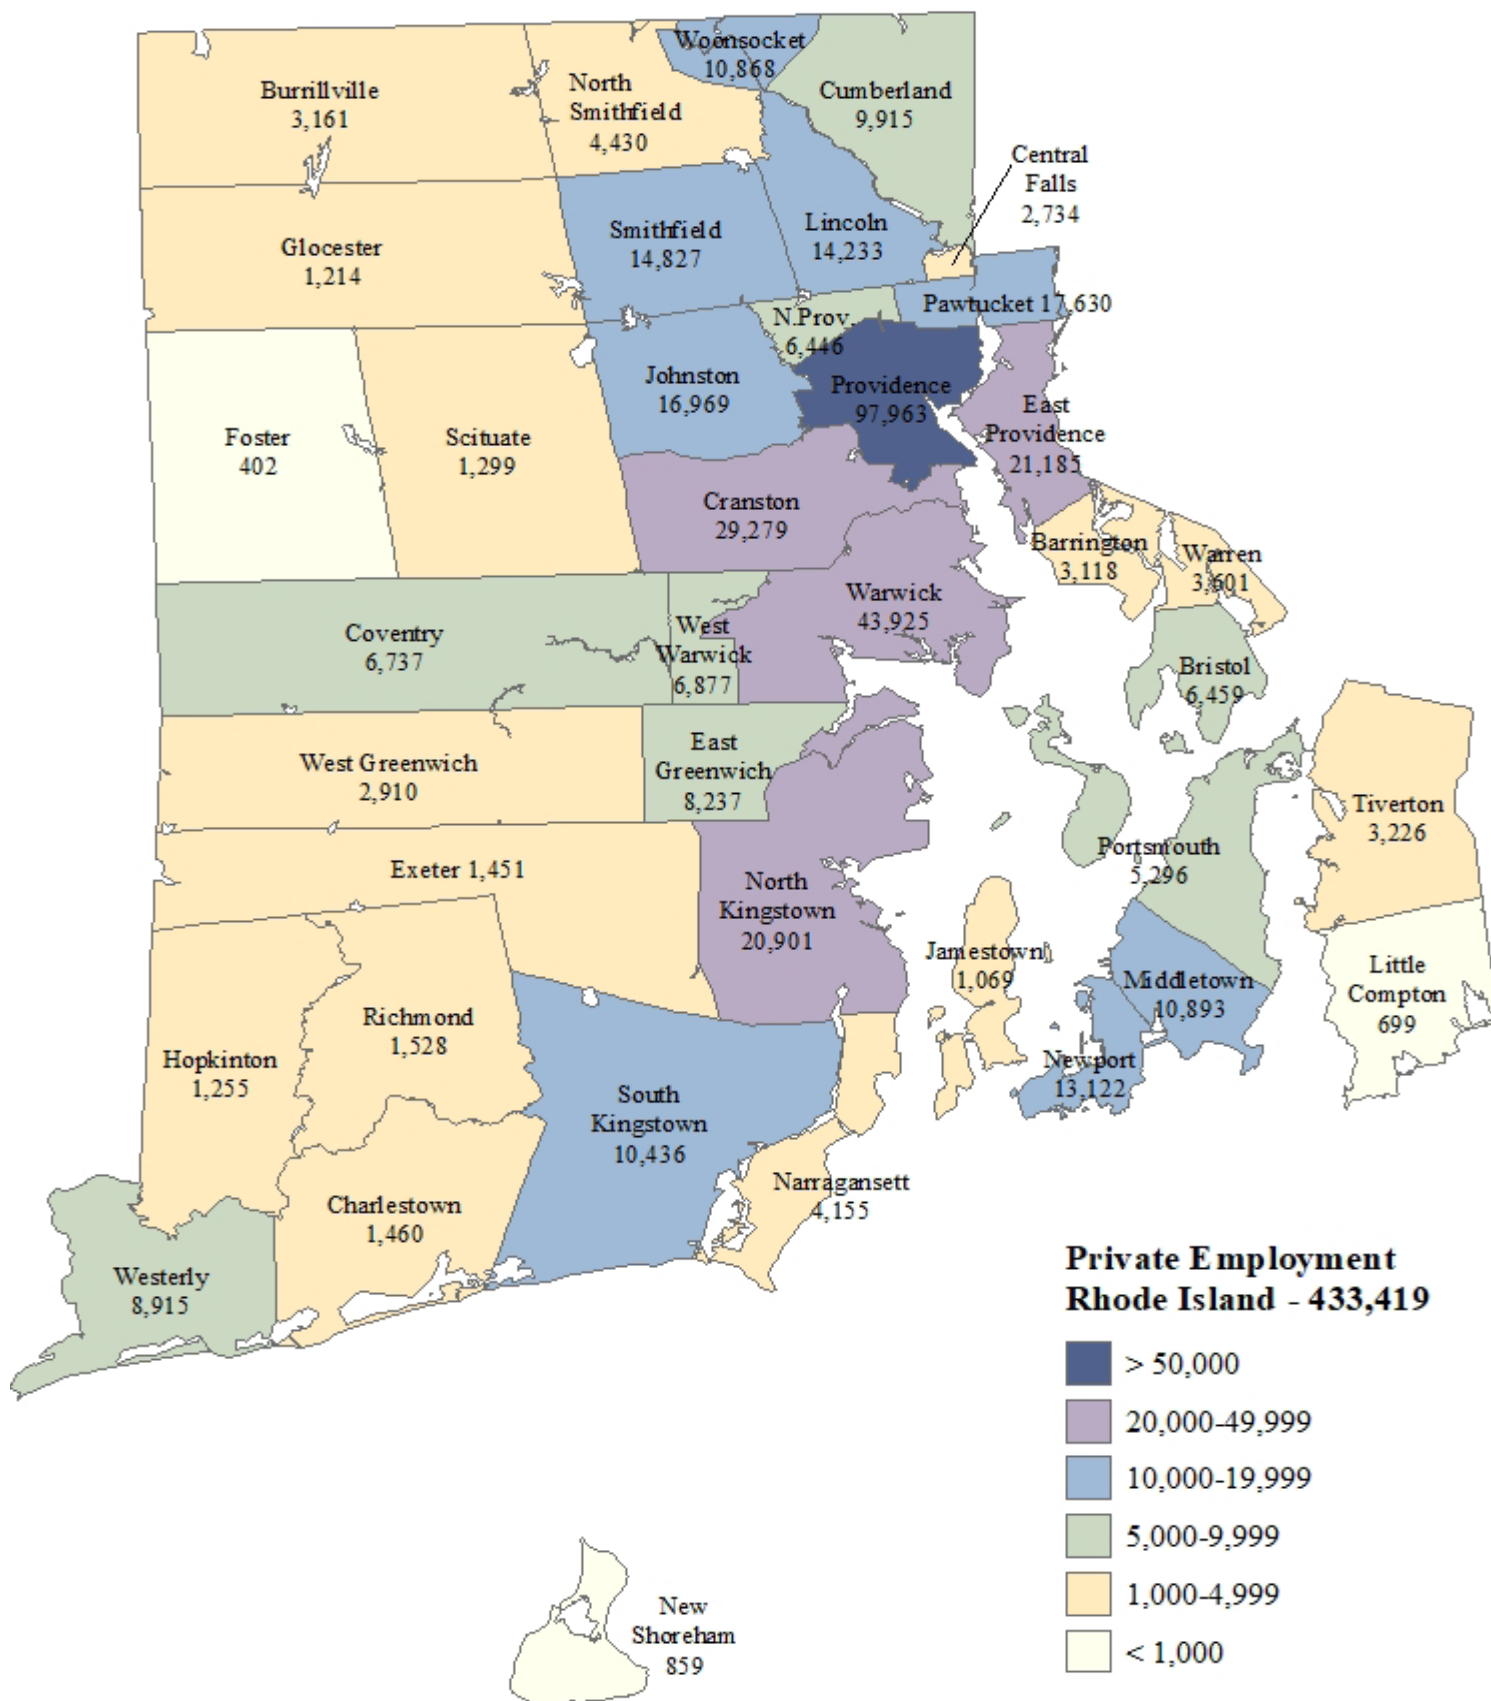 Woonsocket
10,868
Burrillville
3,161
North
Smithfield
4,430
Cumberland
9,915
Central
Falls
2,734
Glocester
1,214
Smithfield
14,827
Lincoln
14,233
Pawtucket 17,630
N.Prov.
6,446
Johnston
16,969
Providence
97,963
East
Providence
21,185
Foster
402
Scituate
1,299
Cranston
29,279
Barrington
3,118
Warren
3,601
Warwick
43,925
Coventry
6,737
West
Warwick
6,877
Bristol
6,459
West Greenwich
2,910
East
Greenwich
8,237
Tiverton
3,226
Portsmouth
5,296
Exeter 1,451
North
Kingstown
20,901
Jamestown
1,069
Middletown
10,893
Little
Compton
699
Richmond
1,528
Hopkinton
1,255
Newport
13,122
South
Kingstown
10,436
Narragansett
4,155
Charlestown
1,460
Westerly
8,915
Private Employment
Rhode Island - 433,419
> 50,000
20,000-49,999
10,000-19,999
5,000-9,999
1,000-4,999
< 1,000
New
Shoreham
859